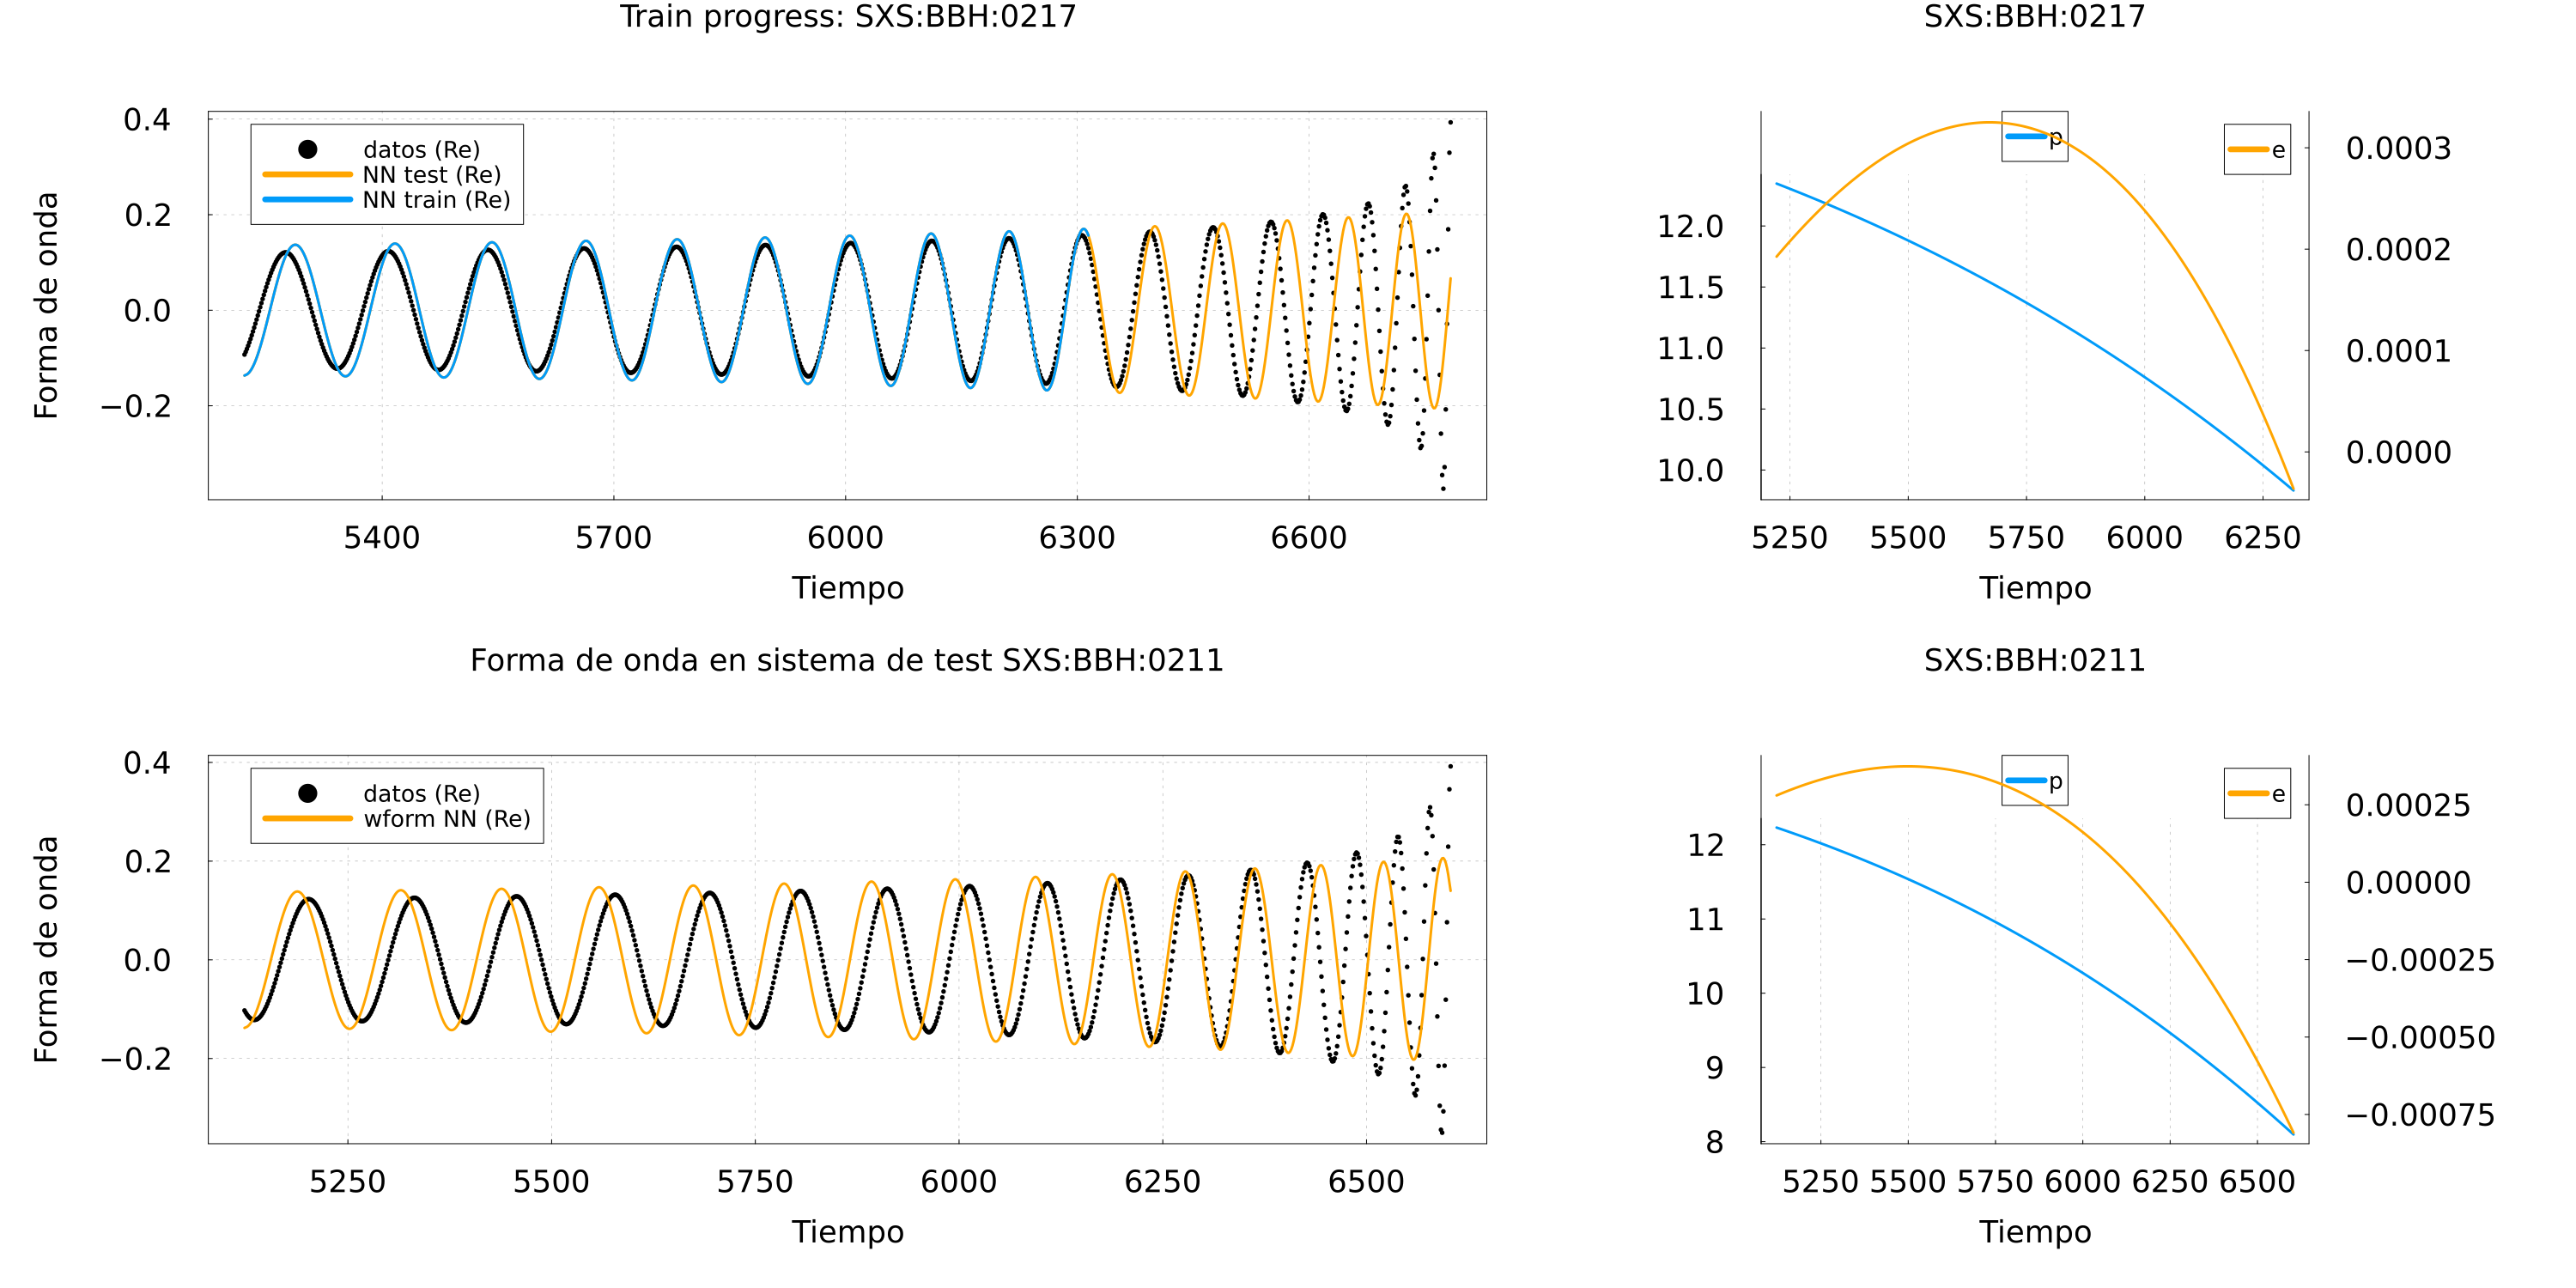 Train progress: SXS:BBH:0217
0.4
0.2
0.0
−0.2
Forma de onda
datos (Re)
NN test (Re)
NN train (Re)
5400 5700 6000 6300 6600
Tiempo
SXS:BBH:0217
p
e
12.0
11.5
11.0
10.5
10.0
0.0003
0.0002
0.0001
0.0000
5250 5500 5750 6000 6250
Tiempo
Forma de onda en sistema de test SXS:BBH:0211
0.4
0.2
0.0
−0.2
Forma de onda
datos (Re)
wform NN (Re)
5250 5500 5750 6000 6250 6500
Tiempo
SXS:BBH:0211
p
e
12
11
10
9
8
0.00025
0.00000
−0.00025
−0.00050
−0.00075
5250 5500 5750 6000 6250 6500
Tiempo